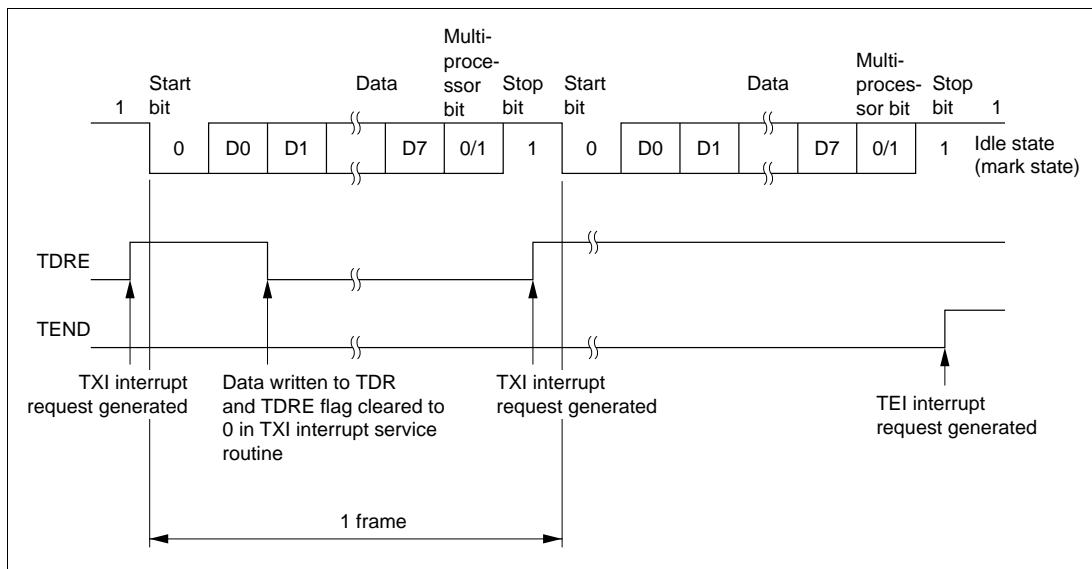 Multi-
proce-
ssor
bit
Multi-
proces-
sor bit
Start
bit
Data
Stop
bit
Start
bit
Data
Stop
bit
1
1
0
D0
D1
D7
0/1
1
0
D0
D1
D7
0/1
1
Idle state
(mark state)
TDRE
TEND
TXI interrupt
request generated
Data written to TDR
and TDRE flag cleared to
0 in TXI interrupt service
routine
TXI interrupt
request generated
TEI interrupt
request generated
1 frame